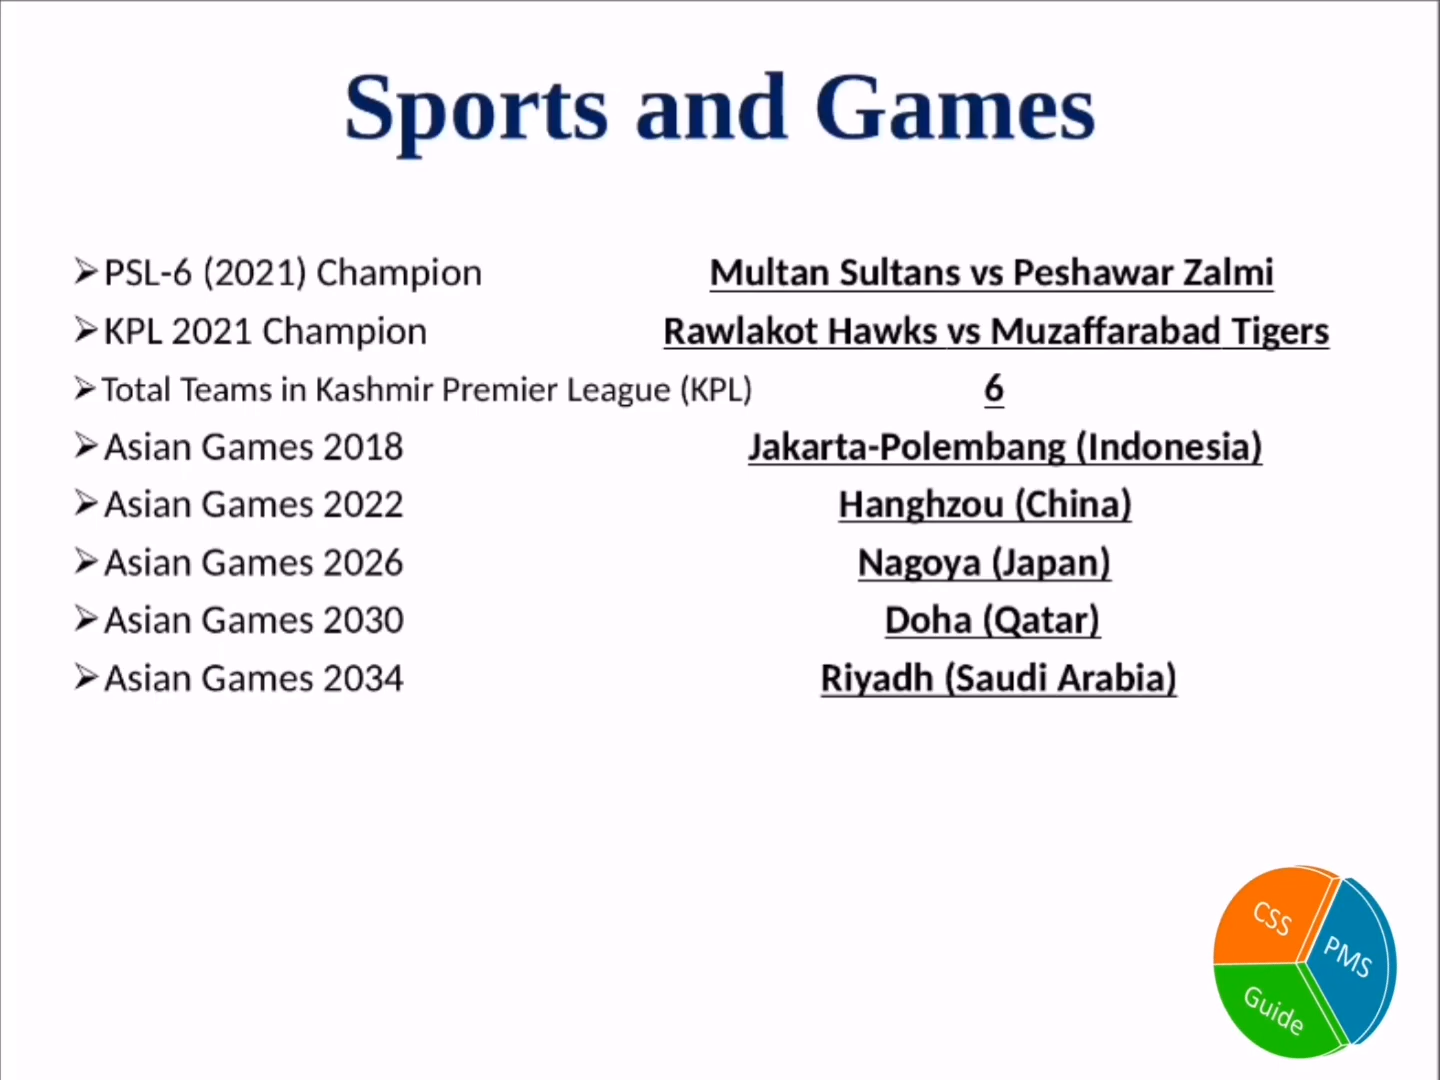 Sports and Games
➢PSL-6 (2021) Champion Multan Sultans vs Peshawar Zalmi
➢KPL 2021 Champion Rawlakot Hawks vs Muzaffarabad Tigers
➢Total Teams in Kashmir Premier League (KPL) 6
➢Asian Games 2018 Jakarta-Polembang (Indonesia)
➢Asian Games 2022 Hanghzou (China)
➢Asian Games 2026 Nagoya (Japan)
➢Asian Games 2030 Doha (Qatar)
➢Asian Games 2034 Riyadh (Saudi Arabia)
CSS
PMS
Guide